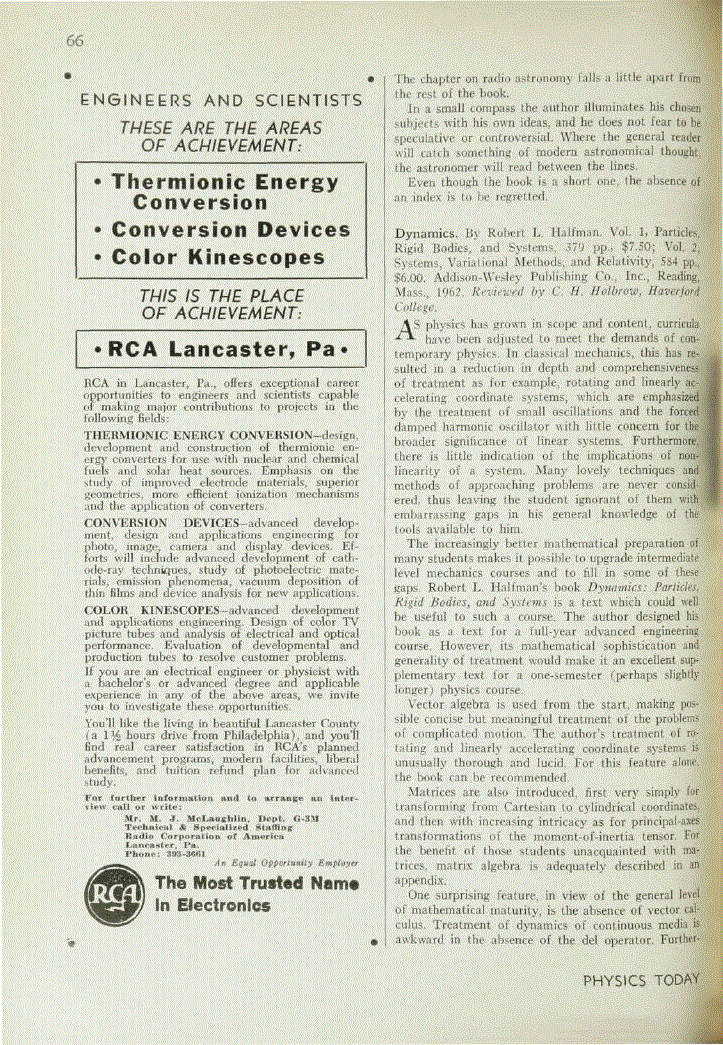 66
ENGINEERS AND SCIENTISTS
THESE ARE THE AREAS
OF ACHIEVEMENT:
• Thermionic Energy
Conversion
• Conversion Devices
• Color Kinescopes
THIS IS THE PLACE
OF ACHIEVEMENT:
• RCA Lancaster, Pa •
RCA in Lancaster, Pa., offers exceptional career
opportunities to engineers and scientists capable
of making major contributions to projects in the
following fields:
THERMIONIC ENERGY CONVERSION—design,
development and construction of thermionic en-
ergy converters for use with nuclear and chemical
fuels and solar heat sources. Emphasis on the
study of improved electrode materials, superior
geometries, more efficient ionization mechanisms
and the application of converters.
CONVERSION DEVICES—advanced develop-
ment, design and applications engineering for
photo, image, camera and display devices. Ef-
forts will include advanced development of cath-
ode-ray techniques, study of photoelectric mate-
rials, emission phenomena, vacuum deposition of
thin films and device analysis for new applications.
COLOR KINESCOPES—advanced development
and applications engineering. Design of color TV
picture tubes and analysis of electrical and optical
performance. Evaluation of developmental and
production tubes to resolve customer problems.
If you are an electrical engineer or physicist with
a bachelor's or advanced degree and applicable
experience in any of the above areas, we invite
you to investigate these opportunities.
You'll like the living in beautiful Lancaster County
(a 1½ hours drive from Philadelphia), and you'll
find real career satisfaction in RCA's planned
advancement programs, modern facilities, liberal
benefits, and tuition refund plan for advanced
study.
For further information and to arrange an inter-
view call or write:
Mr. M. J. McLaughlin, Dept. G-3M
Technical & Specialized Staffing
Radio Corporation of America
Lancaster, Pa.
Phone: 393-3661
An Equal Opportunity Employer
RCA
The Most Trusted Name
in Electronics
The chapter on radio astronomy falls a little apart from
the rest of the book.
In a small compass the author illuminates his chosen
subjects with his own ideas, and he does not fear to be
speculative or controversial. Where the general reader
will catch something of modern astronomical thought,
the astronomer will read between the lines.
Even though the book is a short one, the absence of
an index is to be regretted.
Dynamics. By Robert L. Halfman. Vol. 1, Particles,
Rigid Bodies, and Systems, 379 pp., $7.50; Vol. 2,
Systems, Variational Methods, and Relativity, 584 pp.,
$6.00. Addison-Wesley Publishing Co., Inc., Reading,
Mass., 1962. Reviewed by C. H. Holbrow, Haverford
College.
AS physics has grown in scope and content, curricula
have been adjusted to meet the demands of con-
temporary physics. In classical mechanics, this has re-
sulted in a reduction in depth and comprehensiveness
of treatment as for example, rotating and linearly ac-
celerating coordinate systems, which are emphasized
by the treatment of small oscillations and the forced
damped harmonic oscillator with little concern for the
broader significance of linear systems. Furthermore,
there is little indication of the implications of non-
linearity of a system. Many lovely techniques and
methods of approaching problems are never consid-
ered, thus leaving the student ignorant of them with
embarrassing gaps in his general knowledge of the
tools available to him.
The increasingly better mathematical preparation of
many students makes it possible to upgrade intermediate
level mechanics courses and to fill in some of these
gaps. Robert L. Halfman's book Dynamics: Particles,
Rigid Bodies, and Systems is a text which could well
be useful to such a course. The author designed his
book as a text for a full-year advanced engineering
course. However, its mathematical sophistication and
generality of treatment would make it an excellent sup-
plementary text for a one-semester (perhaps slightly
longer) physics course.
Vector algebra is used from the start, making pos-
sible concise but meaningful treatment of the problems
of complicated motion. The author's treatment of ro-
tating and linearly accelerating coordinate systems is
unusually thorough and lucid. For this feature alone,
the book can be recommended.
Matrices are also introduced, first very simply for
transforming from Cartesian to cylindrical coordinates,
and then with increasing intricacy as for principal-axes
transformations of the moment-of-inertia tensor. For
the benefit of those students unacquainted with ma-
trices, matrix algebra is adequately described in an
appendix.
One surprising feature, in view of the general level
of mathematical maturity, is the absence of vector cal-
culus. Treatment of dynamics of continuous media is
awkward in the absence of the del operator. Further-
PHYSICS TODAY